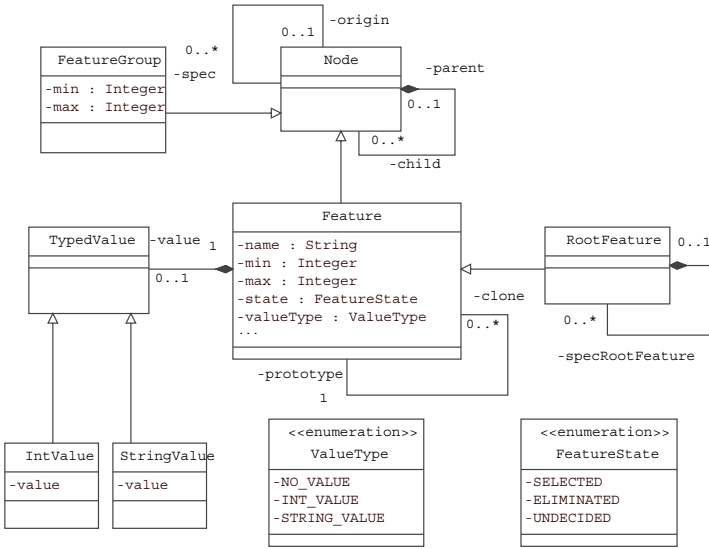 -origin
0..1
0..*
-spec
FeatureGroup
-min : Integer
-max : Integer
Node
-parent
0..1
0..*
-child
Feature
-name : String
-min : Integer
-max : Integer
-state : FeatureState
-valueType : ValueType
...
TypedValue
-value
1
0..1
RootFeature
0..1
0..*
-specRootFeature
-clone
0..*
-prototype
1
IntValue
-value
StringValue
-value
<<enumeration>>
ValueType
-NO_VALUE
-INT_VALUE
-STRING_VALUE
<<enumeration>>
FeatureState
-SELECTED
-ELIMINATED
-UNDECIDED